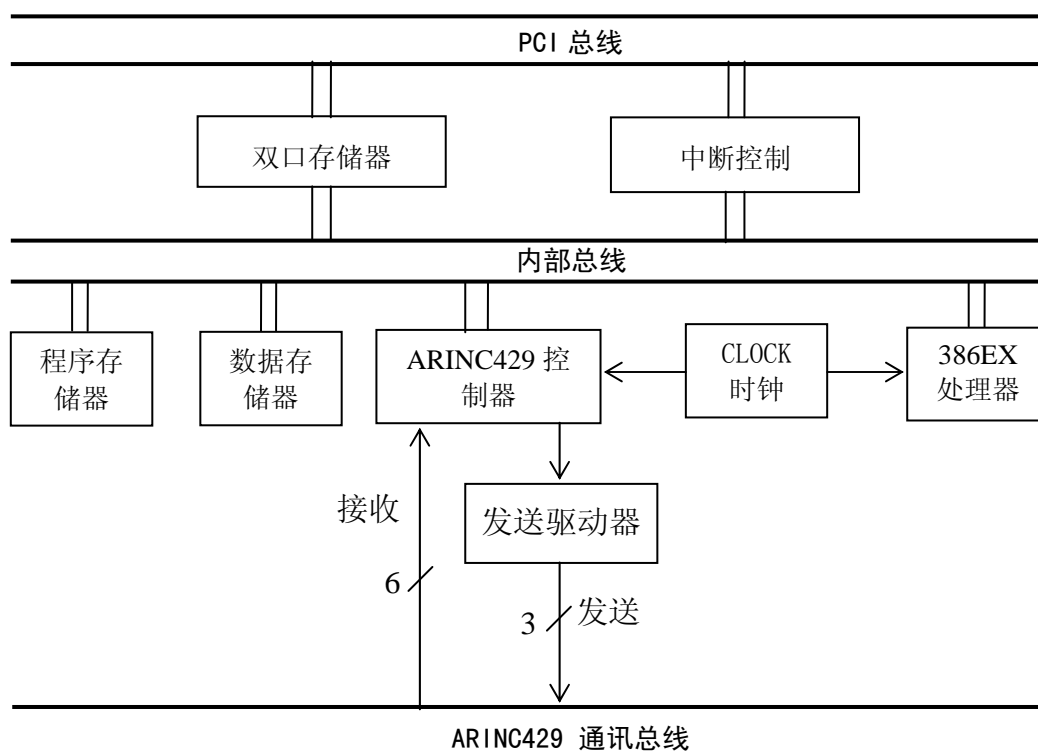 PCI 总线
双口存储器
中断控制
内部总线
程序存
储器
数据存
储器
ARINC429 控
制器
CLOCK
时钟
386EX
处理器
接收
发送驱动器
6
3
发送
ARINC429 通讯总线